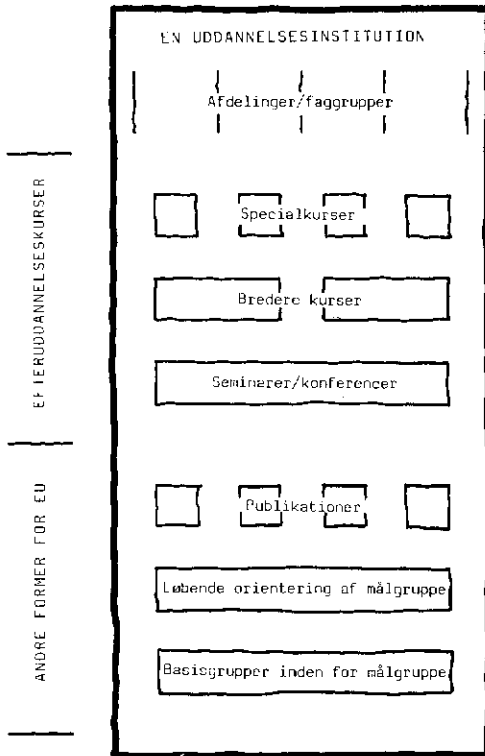 EN UDDANNELSESINSTITUTION
Afdelinger/faggrupper
EFTERUDDANNELSESKURSER
Specialkurser
Bredere kurser
Seminarer/konferencer
ANDRE FORMER FOR EU
Publikationer
Løbende orientering af målgruppe
Basisgrupper inden for målgruppe